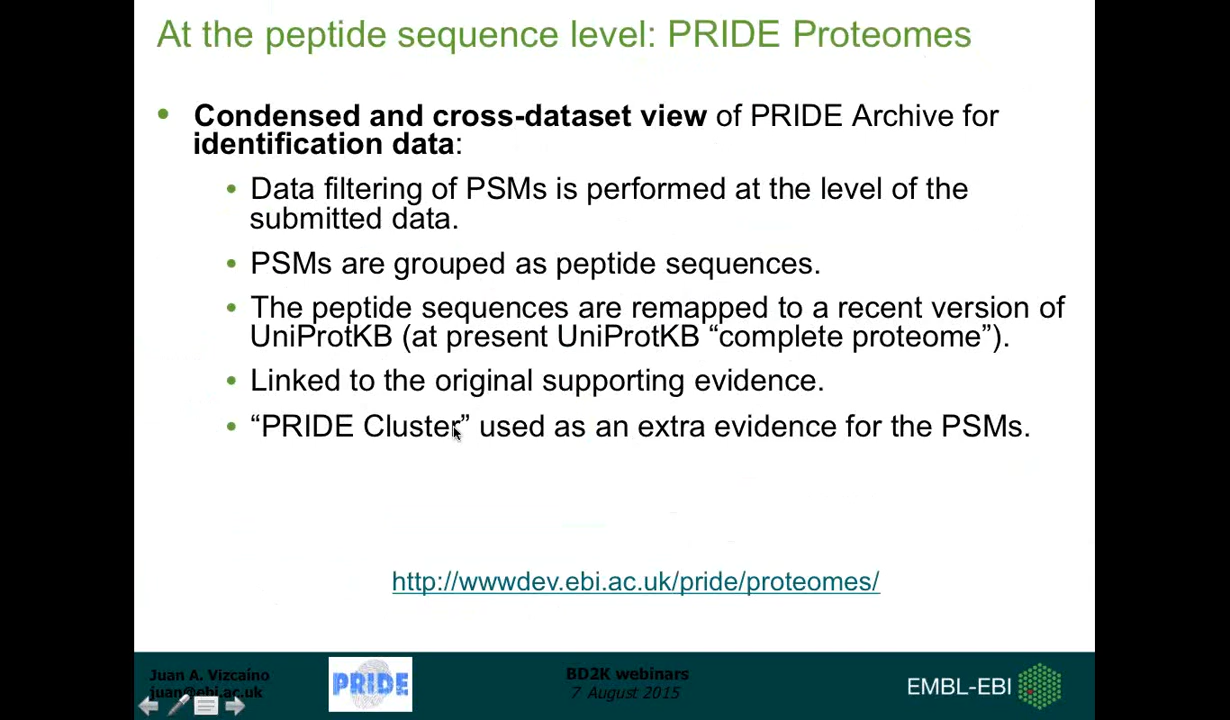 At the peptide sequence level: PRIDE Proteomes
• Condensed and cross-dataset view of PRIDE Archive for
identification data:
• Data filtering of PSMs is performed at the level of the
submitted data.
• PSMs are grouped as peptide sequences.
• The peptide sequences are remapped to a recent version of
UniProtKB (at present UniProtKB “complete proteome”).
• Linked to the original supporting evidence.
• “PRIDE Cluster” used as an extra evidence for the PSMs.
http://wwwdev.ebi.ac.uk/pride/proteomes/
Juan A. Vizcaíno
juan@ebi.ac.uk
PRIDE
BD2K webinars
7 August 2015
EMBL-EBI